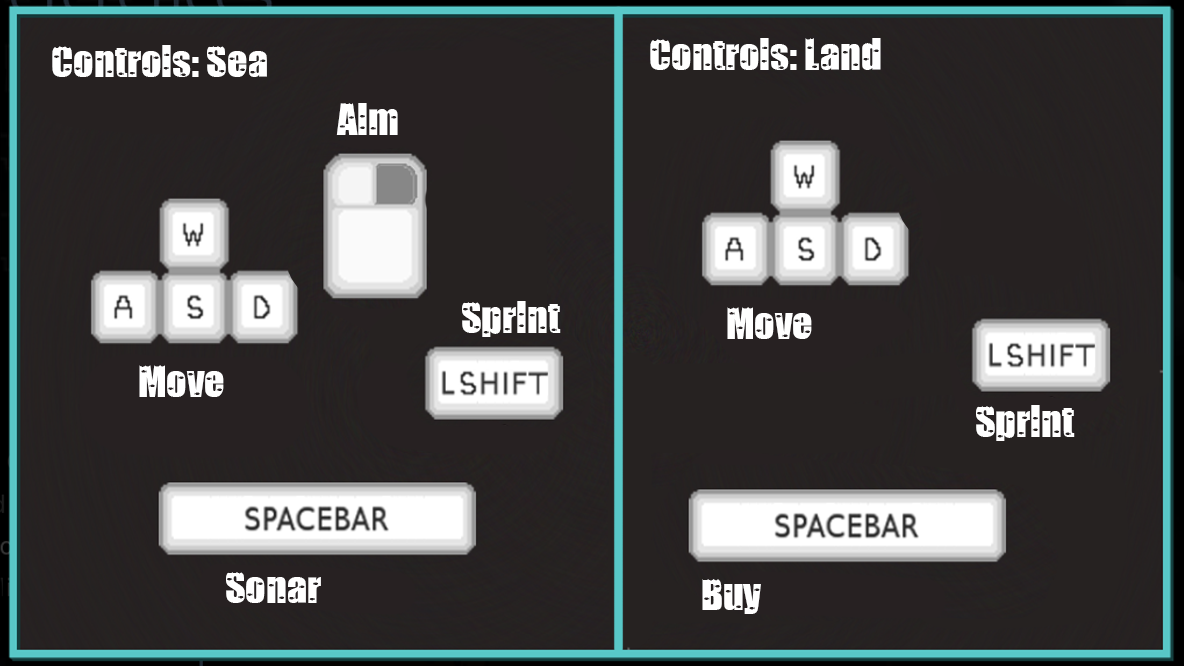 Controls: Sea
Aim
W
A S D
Move
Sprint
LSHIFT
SPACEBAR
Sonar
Controls: Land
W
A S D
Move
LSHIFT
Sprint
SPACEBAR
Buy